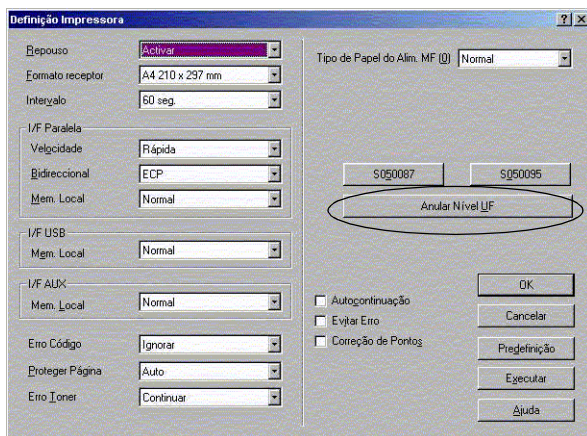 Definição Impressora
Repouso Activar
Formato receptor A4 210 x 297 mm
Intervalo 60 seg.
I/F Paralela
Velocidade Rápida
Bidireccional ECP
Mem. Local Normal
I/F USB
Mem. Local Normal
I/F AUX
Mem. Local Normal
Erro Código Ignorar
Proteger Página Auto
Erro Toner Continuar
Tipo de Papel do Alim. MF (0) Normal
S050087 S050095
Anular Nível UF
Autocontinuação
Evitar Erro
Correção de Pontos
OK
Cancelar
Predefinição
Executar
Ajuda